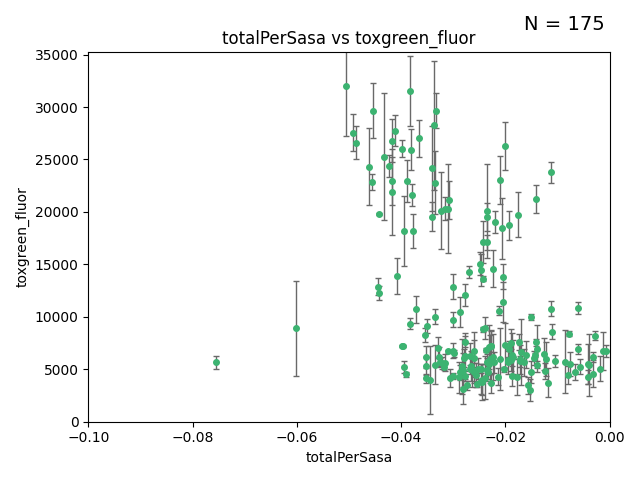 N = 175
totalPerSasa vs toxgreen_fluor
35000
30000
25000
20000
15000
10000
5000
0
toxgreen_fluor
−0.10 −0.08 −0.06 −0.04 −0.02 0.00
totalPerSasa